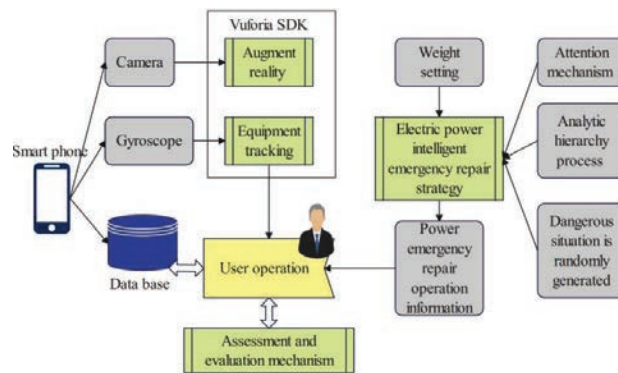 Vuforia SDK
Camera
Augment
reality
Gyroscope
Equipment
tracking
Smart phone
Data base
User operation
Assessment and
evaluation mechanism
Weight
setting
Electric power
intelligent
emergency repair
strategy
Power
emergency
repair
operation
information
Attention
mechanism
Analytic
hierarchy
process
Dangerous
situation is
randomly
generated